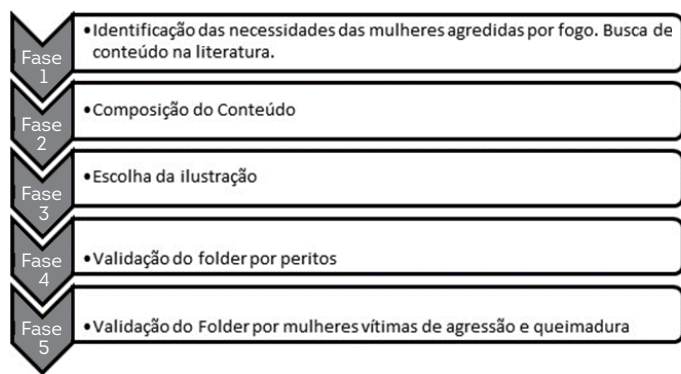 Fase
1
•Identificação das necessidades das mulheres agredidas por fogo. Busca de
conteúdo na literatura.
Fase
2
•Composição do Conteúdo
Fase
3
•Escolha da ilustração
Fase
4
•Validação do folder por peritos
Fase
5
•Validação do Folder por mulheres vítimas de agressão e queimadura